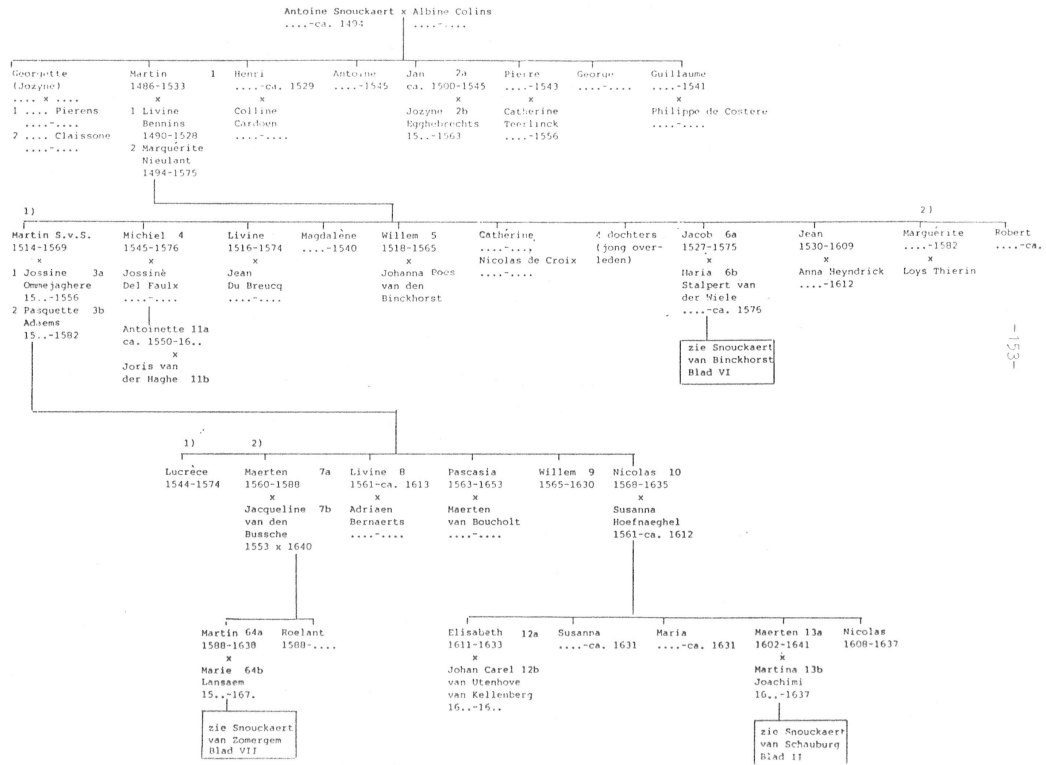 Antoine Snouckaert x Albine Colins
....-ca. 1494 ....-....
Georgette
(Jozyne)
.... x ....
1 .... Pierens
....-....
2 .... Claissone
....-....
Martin 1
1486-1533
x
1 Livine
Bennins
1490-1528
2 Marquérite
Nieulant
1494-1575
Henri
....-ca. 1529
x
Colline
Cardoen
....-....
Antoine
....-1545
Jan 2a
ca. 1500-1545
x
Jozyne 2b
Egghebrechts
15..-1563
Pierre
....-1543
x
Catherine
Teerlinck
....-1556
George
....-....
Guillaume
....-1541
x
Philippe de Costere
....-....
1)
2)
Martin S.v.S.
1514-1569
x
1 Jossine 3a
Ommejaghere
15..-1556
2 Pasquette 3b
Adaems
15..-1582
Michiel 4
1545-1576
x
Jossinè
Del Faulx
....-....
Antoinette 11a
ca. 1550-16..
x
Joris van
der Haghe 11b
Livine
1516-1574
x
Jean
Du Breucq
Magdalène
....-1540
Willem 5
1518-1565
x
Johanna Poes
van den
Binckhorst
Cathérine
....-....
Nicolas de Croix
....-....
4 dochters
(jong over-
leden)
Jacob 6a
1527-1575
x
Maria 6b
Stalpert van
der Wiele
....-ca. 1576
zie Snouckaert
van Binckhorst
Blad VI
Jean
1530-1609
x
Anna Heyndrick
....-1612
Marguérite
....-1582
x
Loys Thierin
Robert
....-ca.
-153-
1)
2)
Lucrèce
1544-1574
Maerten 7a
1560-1588
x
Jacqueline 7b
van den
Bussche
1553 x 1640
Livine 8
1561-ca. 1613
x
Adriaen
Bernaerts
....-....
Pascasia
1563-1653
x
Maerten
van Boucholt
....-....
Willem 9
1565-1630
Nicolas 10
1568-1635
x
Susanna
Hoefnaeghel
1561-ca. 1612
Martin 64a
1588-1638
x
Marie 64b
Lansaem
15..-167.
zie Snouckaert
van Zomergem
Blad VII
Roelant
1588-....
Elisabeth 12a
1611-1633
x
Johan Carel 12b
van Utenhove
van Kellenberg
16..-16..
Susanna
....-ca. 1631
Maria
....-ca. 1631
Maerten 13a
1602-1641
x
Martina 13b
Joachimi
16..-1637
zie Snouckaert
van Schauburg
Blad II
Nicolas
1608-1637